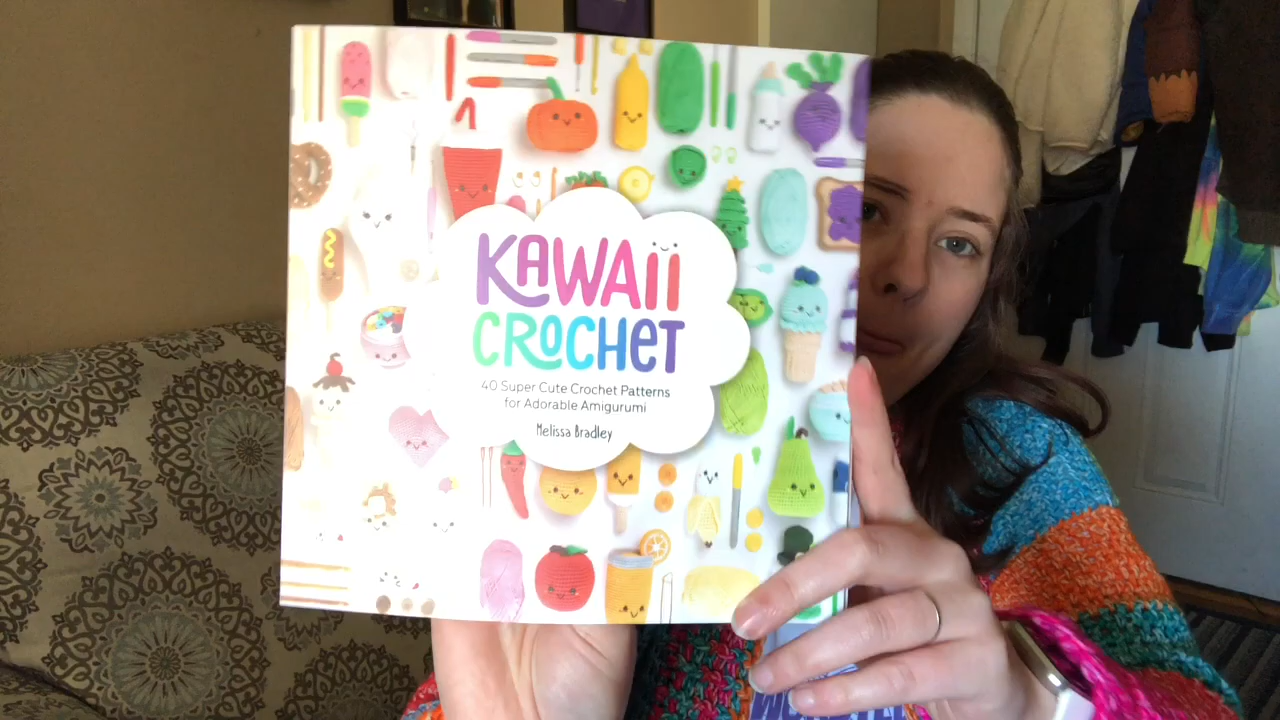 KAWAii
CROCHET
40 Super Cute Crochet Patterns
for Adorable Amigurumi
Melissa Bradley